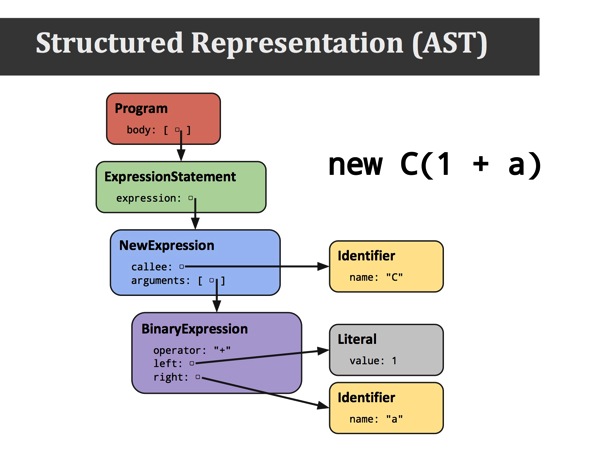 Structured Representation (AST)
Program
body: [ ]
new C(1 + a)
ExpressionStatement
expression:
NewExpression
callee:
arguments: [ ]
Identifier
name: "C"
BinaryExpression
operator: "+"
left:
right:
Literal
value: 1
Identifier
name: "a"